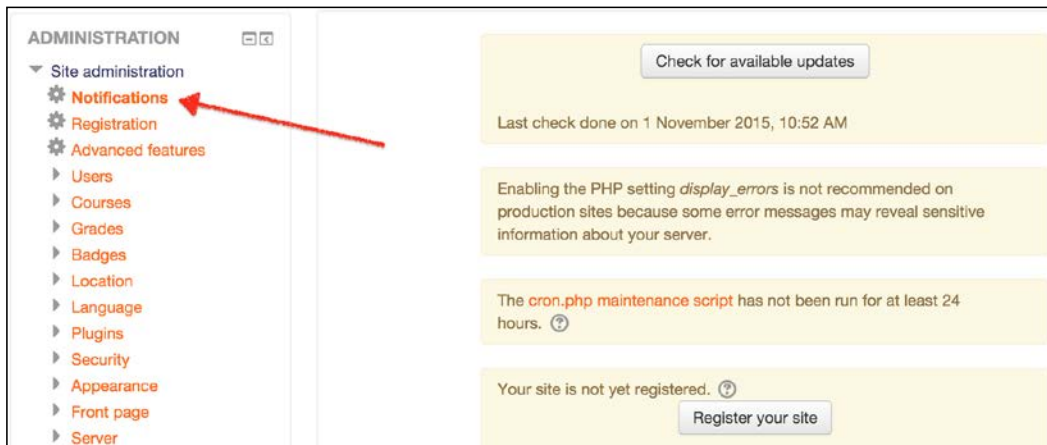 ADMINISTRATION
Site administration
Notifications
Registration
Advanced features
Users
Courses
Grades
Badges
Location
Language
Plugins
Security
Appearance
Front page
Server
Check for available updates
Last check done on 1 November 2015, 10:52 AM
Enabling the PHP setting display_errors is not recommended on
production sites because some error messages may reveal sensitive
information about your server.
The cron.php maintenance script has not been run for at least 24
hours. ?
Your site is not yet registered. ?
Register your site